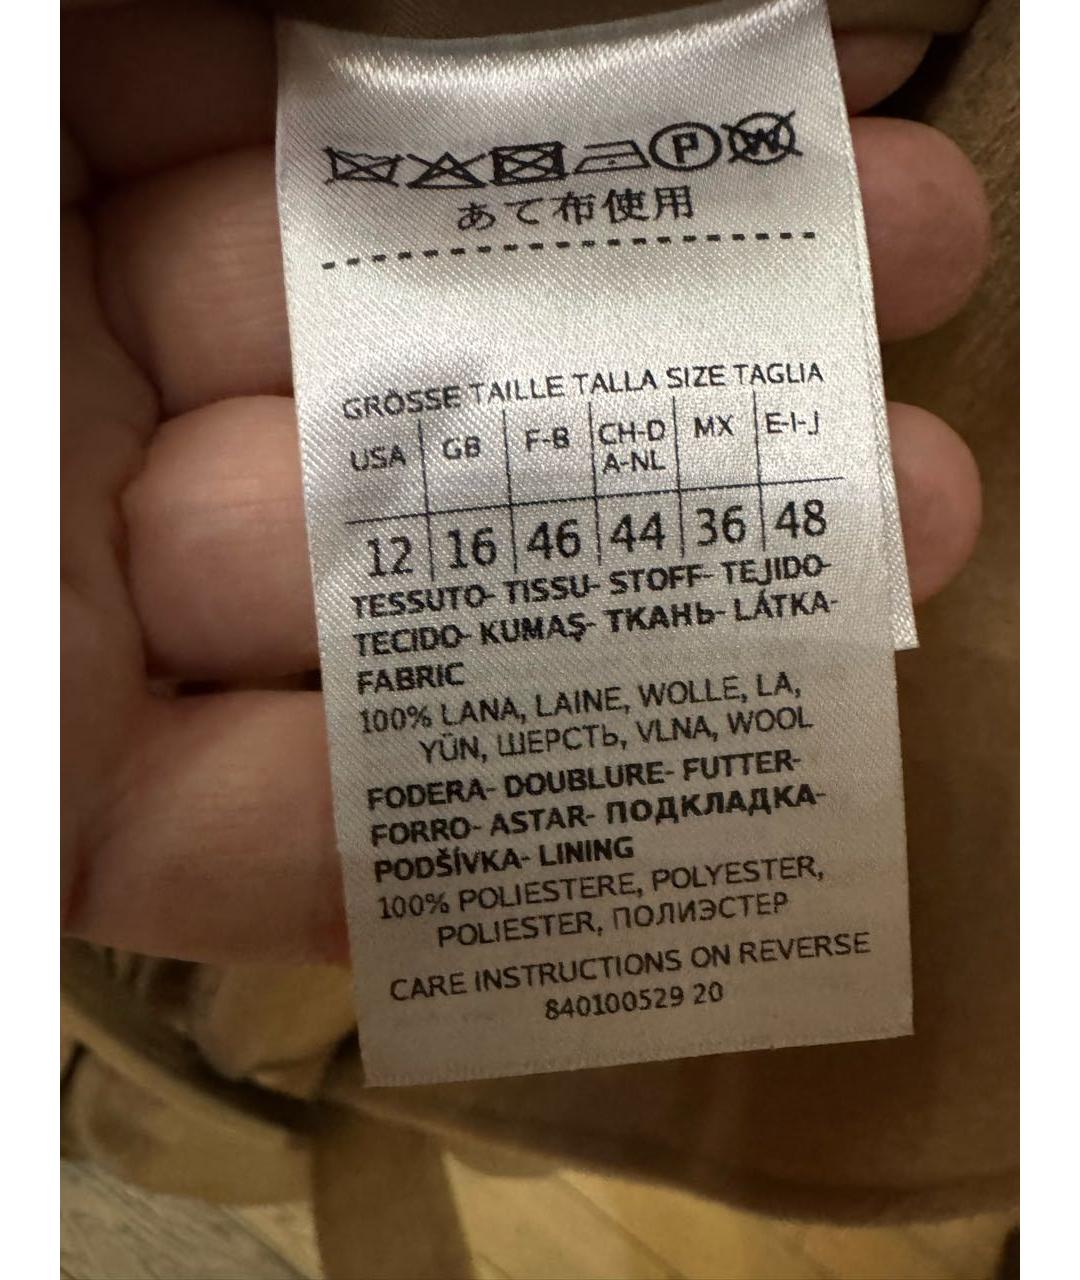 P W
あて布使用
GRÖSSE TAILLE TALLA SIZE TAGLIA
USA GB F-B CH-D A-NL MX E-I-J
12 16 46 44 36 48
TESSUTO- TISSU- STOFF- TEJIDO-
TECIDO- KUMAŞ- ТКАНЬ- LÁTKA-
FABRIC
100% LANA, LAINE, WOLLE, LA,
YÜN, ШЕРСТЬ, VLNA, WOOL
FODERA- DOUBLURE- FUTTER-
FORRO- ASTAR- ПОДКЛАДКА-
PODŠÍVKA- LINING
100% POLIESTERE, POLYESTER,
POLIESTER, ПОЛИЭСТЕР
CARE INSTRUCTIONS ON REVERSE
840100529 20